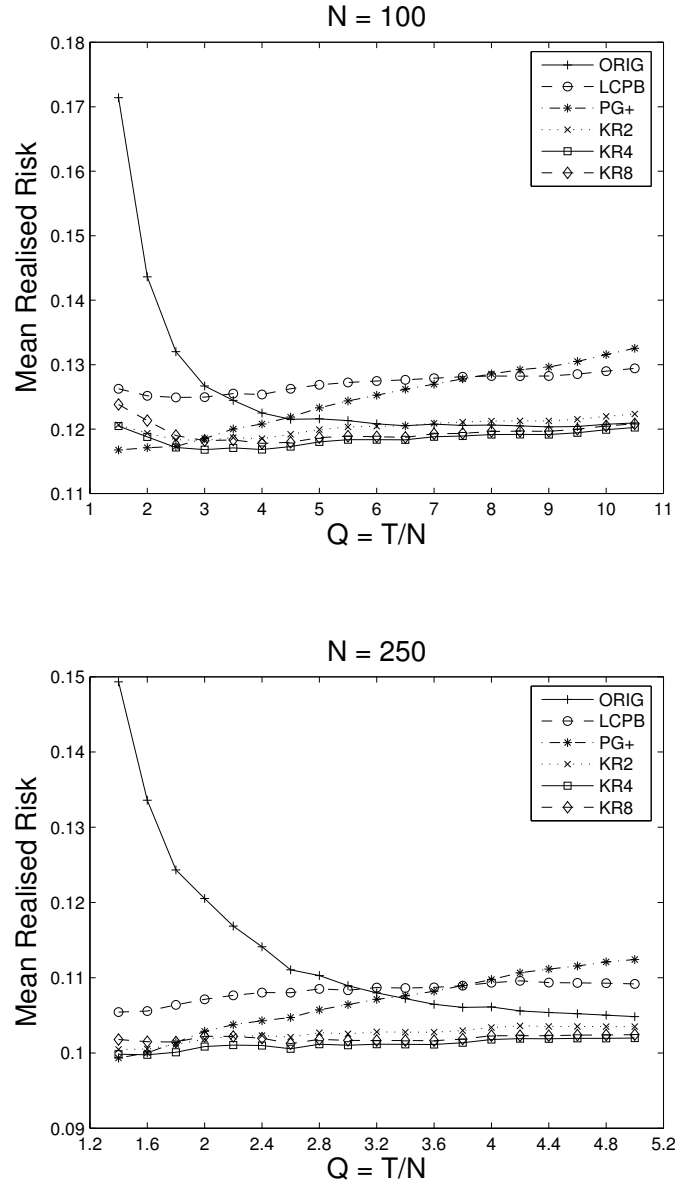 N = 100
0.18
0.17
0.16
0.15
0.14
0.13
0.12
0.11
Mean Realised Risk
ORIG
LCPB
PG+
KR2
KR4
KR8
1 2 3 4 5 6 7 8 9 10 11
Q = T/N
N = 250
0.15
0.14
0.13
0.12
0.11
0.1
0.09
Mean Realised Risk
ORIG
LCPB
PG+
KR2
KR4
KR8
1.2 1.6 2 2.4 2.8 3.2 3.6 4 4.4 4.8 5.2
Q = T/N